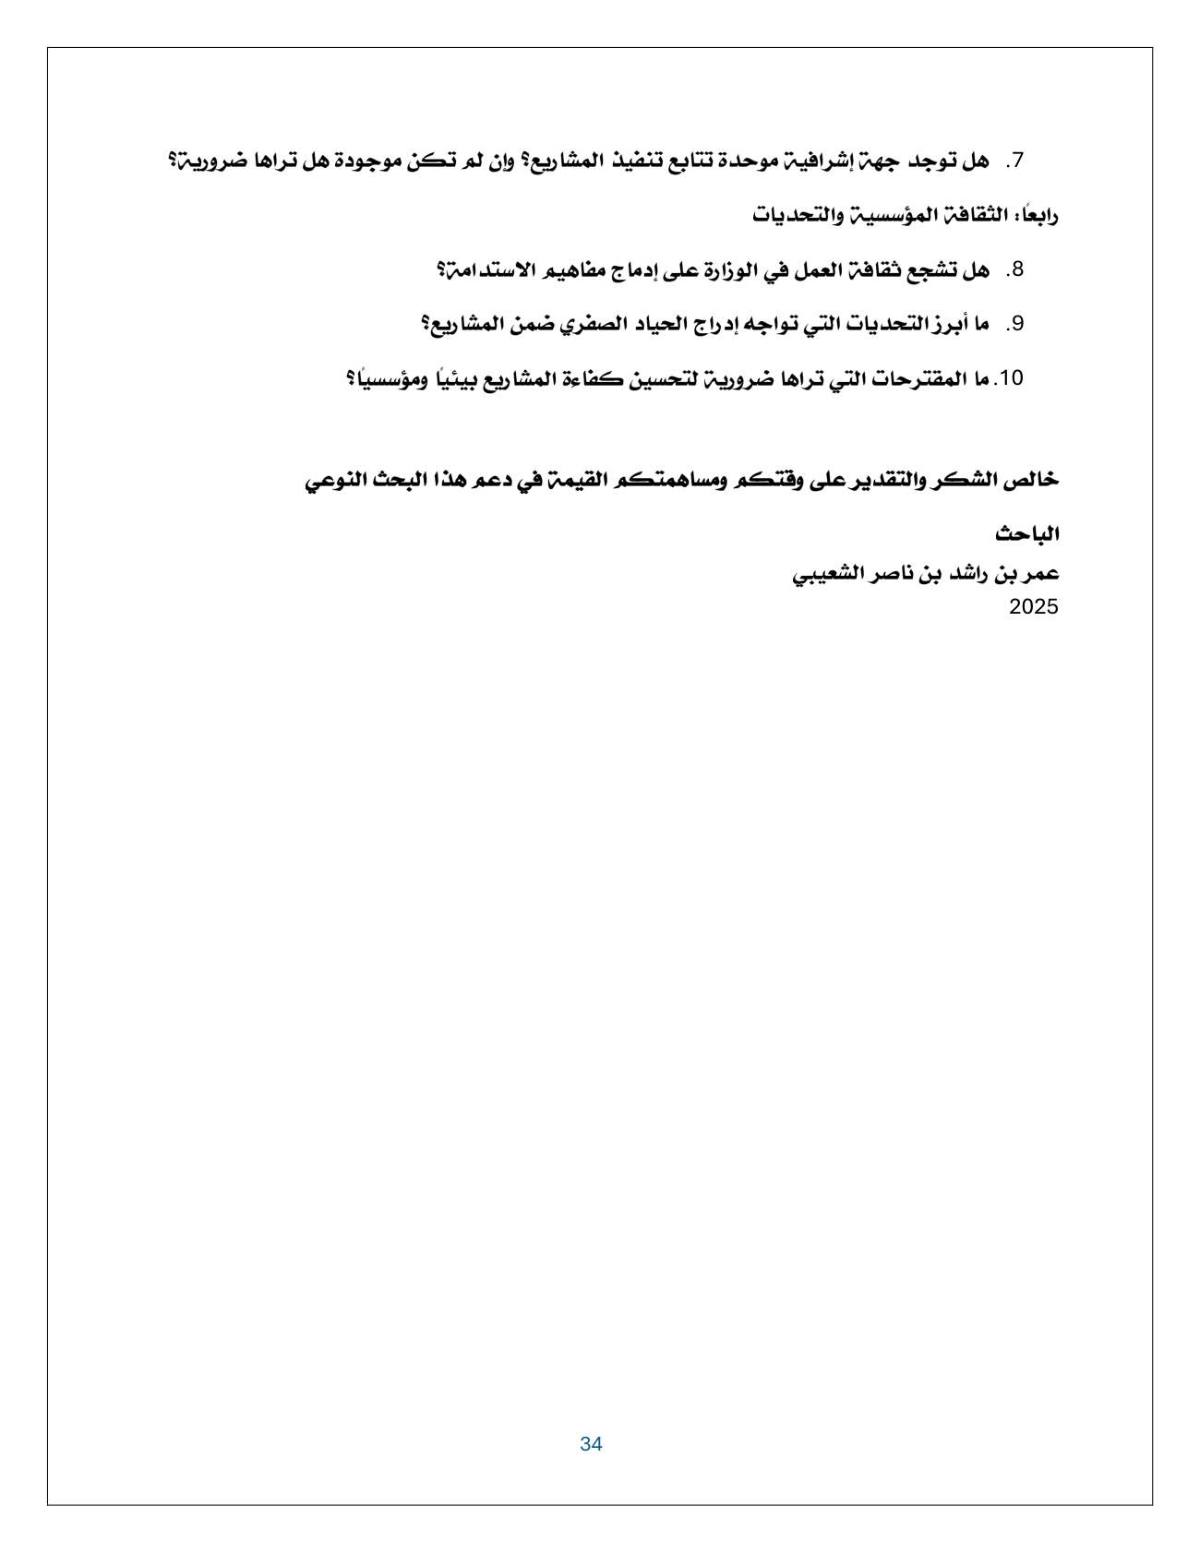 7. هل توجد جهة إشرافية موحدة تتابع تنفيذ المشاريع؟ وإن لم تكن موجودة هل تراها ضرورية؟
رابعًا: الثقافة المؤسسية والتحديات
8. هل تشجع ثقافة العمل في الوزارة على إدماج مفاهيم الاستدامة؟
9. ما أبرز التحديات التي تواجه إدراج الحياد الصفري ضمن المشاريع؟
10. ما المقترحات التي تراها ضرورية لتحسين كفاءة المشاريع بيئيًا ومؤسسيًا؟
خالص الشكر والتقدير على وقتكم ومساهمتكم القيمة في دعم هذا البحث النوعي
الباحث
عمر بن راشد بن ناصر الشعيبي
2025
34